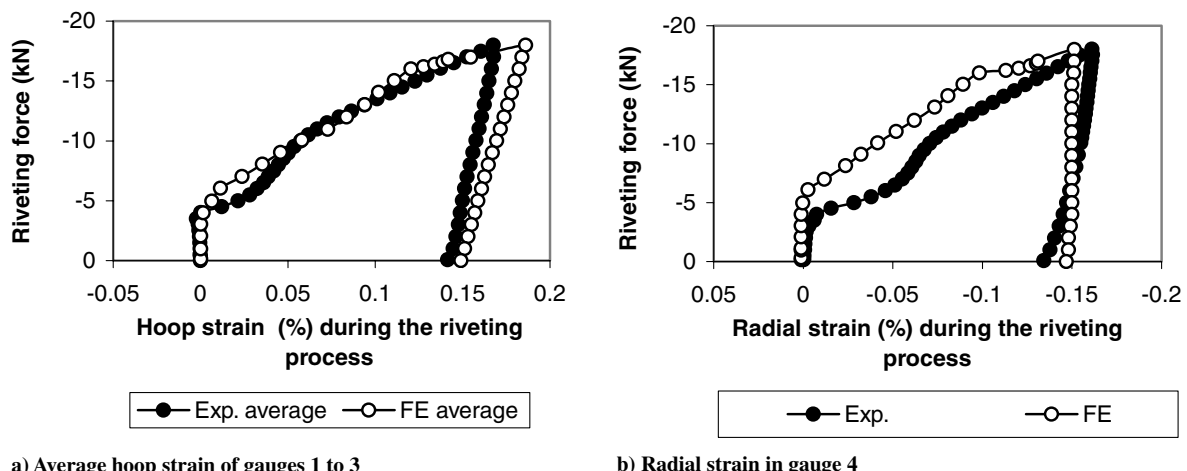 -20
-15
-10
-5
0
-0.05
0
0.05
0.1
0.15
0.2
Riveting force (kN)
Hoop strain (%) during the riveting
process
Exp. average
FE average
a) Average hoop strain of gauges 1 to 3
-20
-15
-10
-5
0
0.05
0
-0.05
-0.1
-0.15
-0.2
Riveting force (kN)
Radial strain (%) during the riveting
process
Exp.
FE
b) Radial strain in gauge 4